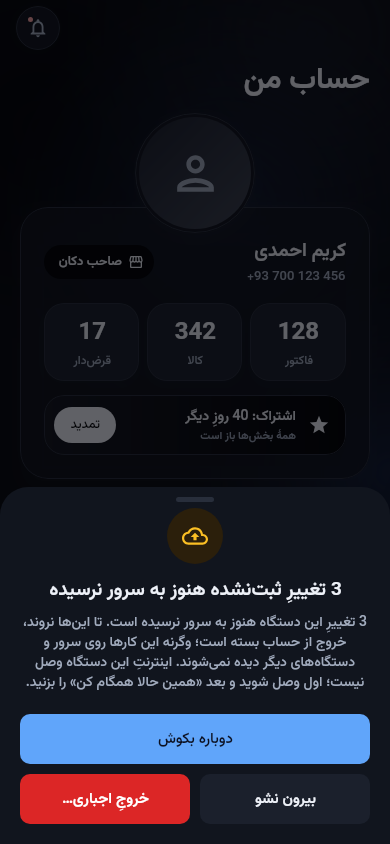 حساب من
کریم احمدی
+93 700 123 456
صاحب دکان
128
فاکتور
342
کالا
17
قرض‌دار
اشتراک: 40 روزِ دیگر
همهٔ بخش‌ها باز است
تمدید
3 تغییرِ ثبت‌نشده هنوز به سرور نرسیده
3 تغییرِ این دستگاه هنوز به سرور نرسیده است. تا این‌ها نروند،
خروج از حساب بسته است؛ وگرنه این کارها روی سرور و
دستگاه‌های دیگر دیده نمی‌شوند. اینترنتِ این دستگاه وصل
نیست؛ اول وصل شوید و بعد «همین حالا همگام کن» را بزنید.
دوباره بکوش
بیرون نشو
خروجِ اجباری…